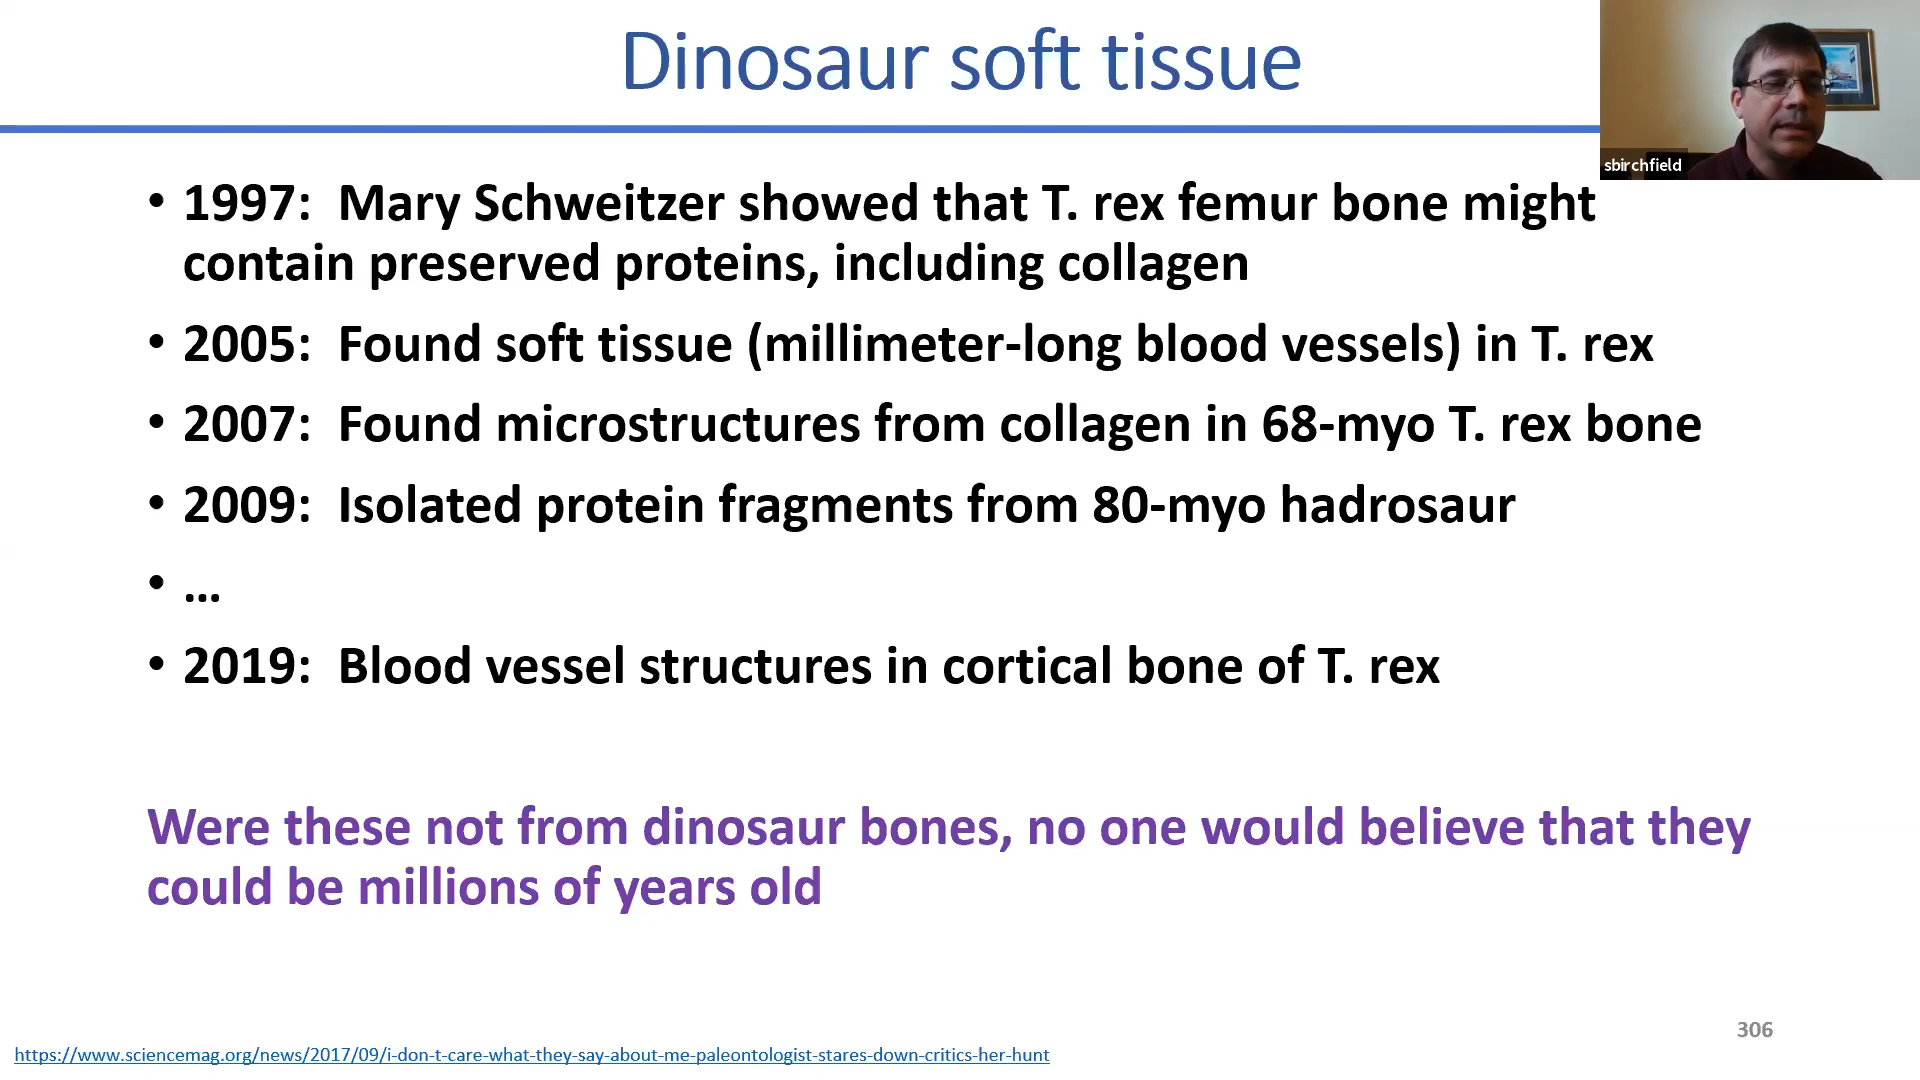 Dinosaur soft tissue
sbirchfield
• 1997: Mary Schweitzer showed that T. rex femur bone might
contain preserved proteins, including collagen
• 2005: Found soft tissue (millimeter-long blood vessels) in T. rex
• 2007: Found microstructures from collagen in 68-myo T. rex bone
• 2009: Isolated protein fragments from 80-myo hadrosaur
• ...
• 2019: Blood vessel structures in cortical bone of T. rex
Were these not from dinosaur bones, no one would believe that they
could be millions of years old
306
https://www.sciencemag.org/news/2017/09/i-don-t-care-what-they-say-about-me-paleontologist-stares-down-critics-her-hunt